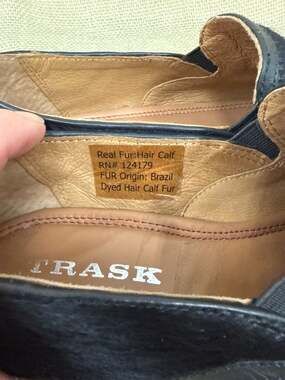 Real Fur:Hair Calf
RN# 124179
FUR Origin: Brazil
Dyed Hair Calf Fur
TRASK